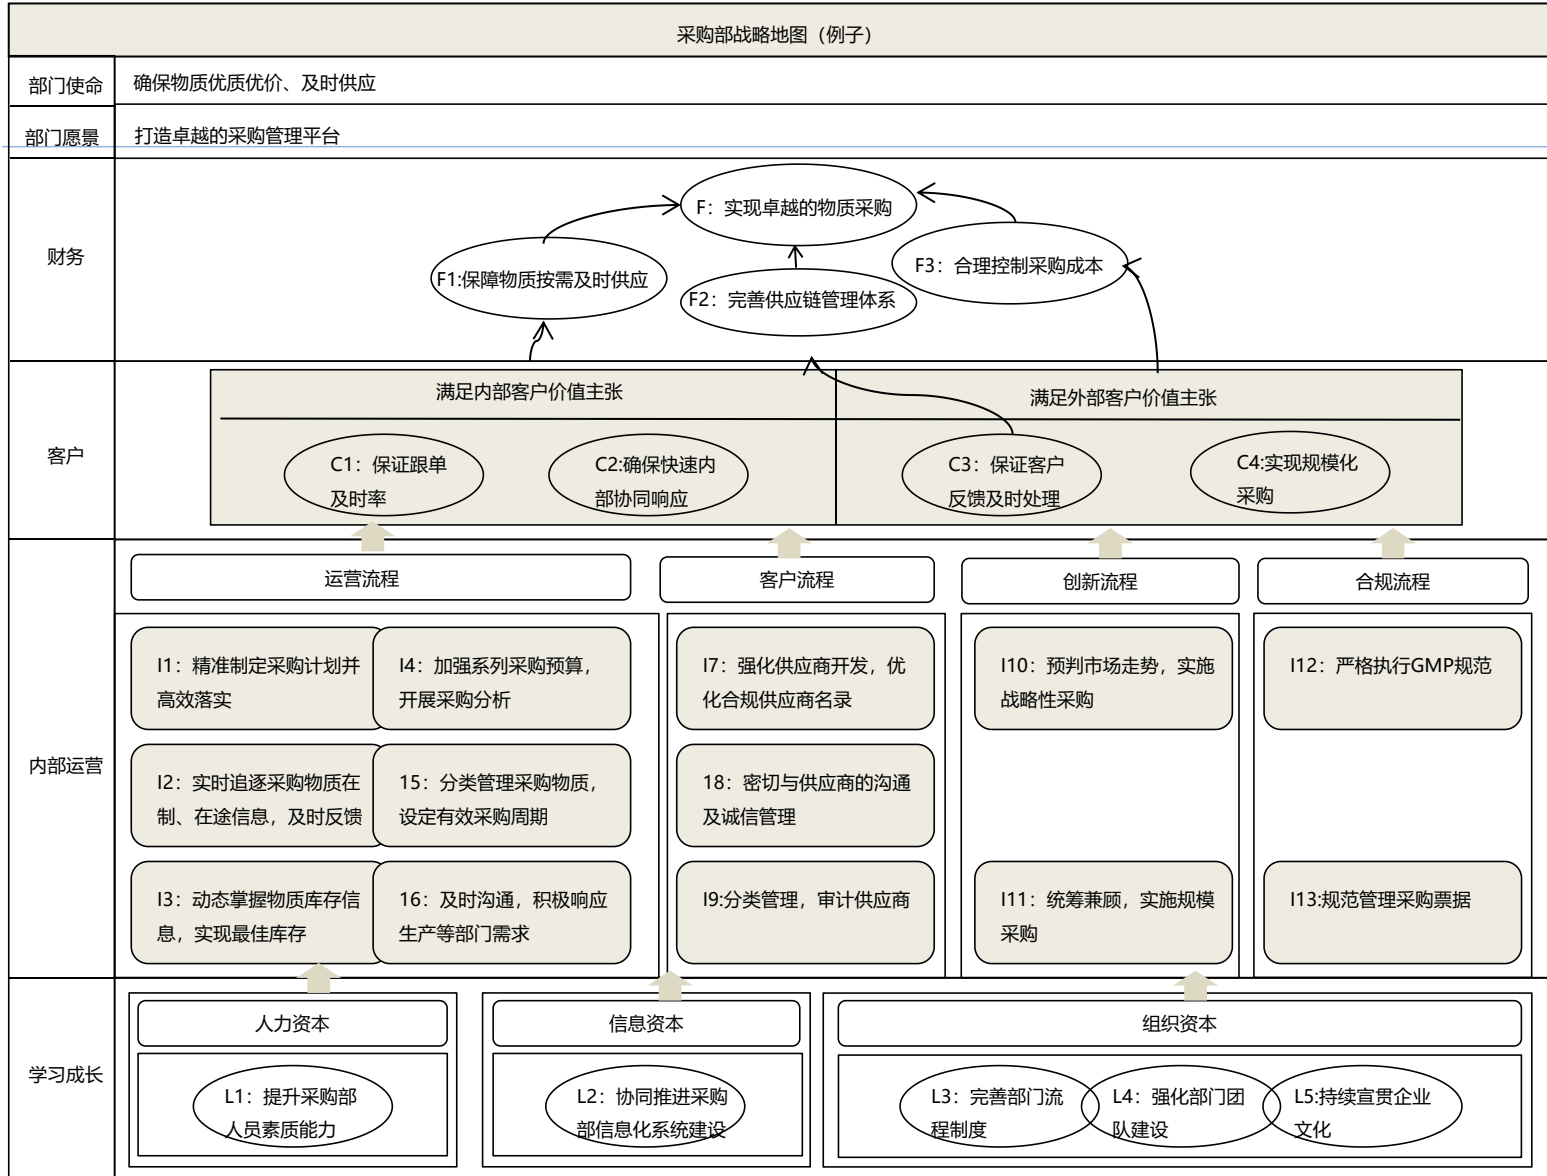 采购部战略地图（例子）
部门使命
确保物质优质优价、及时供应
部门愿景
打造卓越的采购管理平台
财务
F：实现卓越的物质采购
F1:保障物质按需及时供应
F2：完善供应链管理体系
F3：合理控制采购成本
客户
满足内部客户价值主张
满足外部客户价值主张
C1：保证跟单
及时率
C2:确保快速内
部协同响应
C3：保证客户
反馈及时处理
C4:实现规模化
采购
内部运营
运营流程
客户流程
创新流程
合规流程
I1：精准制定采购计划并
高效落实
I4：加强系列采购预算，
开展采购分析
I7：强化供应商开发，优
化合规供应商名录
I10：预判市场走势，实施
战略性采购
I12：严格执行GMP规范
I2：实时追逐采购物质在
制、在途信息，及时反馈
15：分类管理采购物质，
设定有效采购周期
18：密切与供应商的沟通
及诚信管理
I3：动态掌握物质库存信
息，实现最佳库存
16：及时沟通，积极响应
生产等部门需求
I9:分类管理，审计供应商
I11：统筹兼顾，实施规模
采购
I13:规范管理采购票据
学习成长
人力资本
信息资本
组织资本
L1：提升采购部
人员素质能力
L2：协同推进采购
部信息化系统建设
L3：完善部门流
程制度
L4：强化部门团
队建设
L5:持续宣贯企业
文化